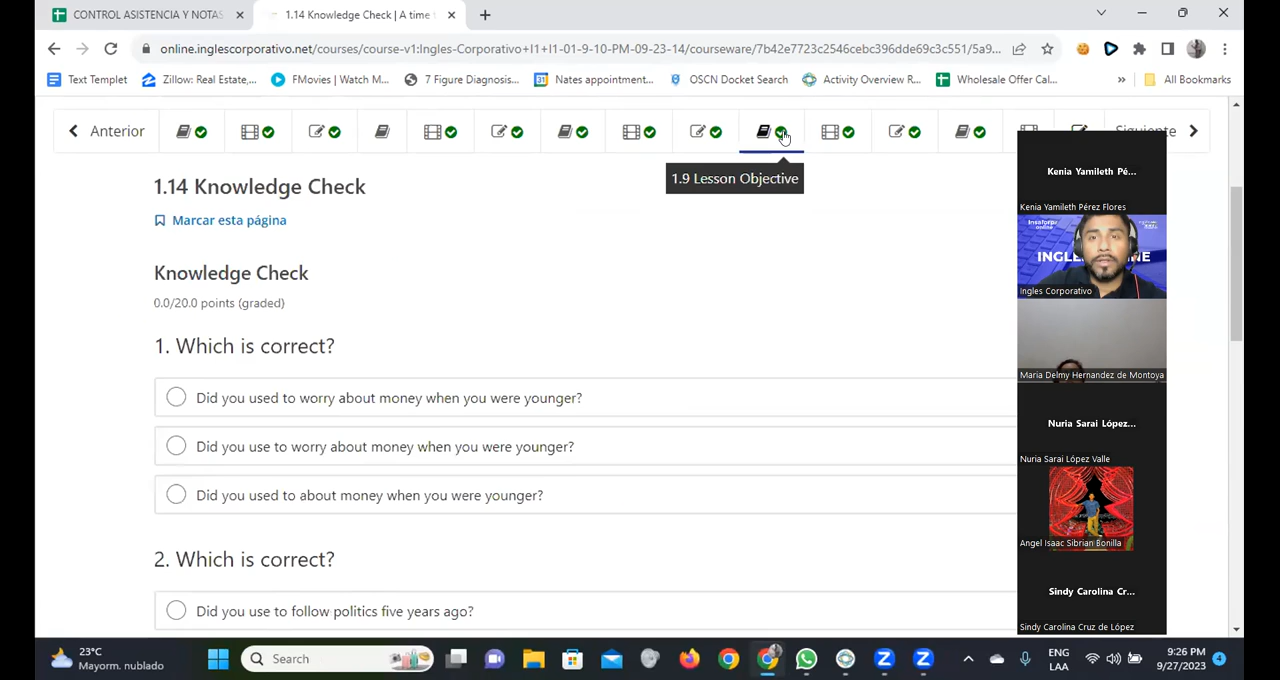 CONTROL ASISTENCIA Y NOTAS
1.14 Knowledge Check | A time t
online.inglescorporativo.net/courses/course-v1:Ingles-Corporativo+I1+I1-01-9-10-PM-09-23-14/courseware/7b42e7723c2546cebc396dde69c3c551/5a9...
Text Templet
Zillow: Real Estate,...
FMovies | Watch M...
7 Figure Diagnosis...
Nates appointment...
OSCN Docket Search
Activity Overview R...
Wholesale Offer Cal...
»
All Bookmarks
Anterior
Siguiente
1.9 Lesson Objective
1.14 Knowledge Check
Marcar esta página
Knowledge Check
0.0/20.0 points (graded)
1. Which is correct?
Did you used to worry about money when you were younger?
Did you use to worry about money when you were younger?
Did you used to about money when you were younger?
2. Which is correct?
Did you use to follow politics five years ago?
Kenia Yamileth Pé...
Kenia Yamileth Pérez Flores
Ingles Corporativo
Maria Delmy Hernandez de Montoya
Nuria Sarai López...
Nuria Sarai López Valle
Angel Isaac Sibrian Bonilla
Sindy Carolina Cr...
Sindy Carolina Cruz de López
23°C
Mayorm. nublado
Search
ENG
LAA
9:26 PM
9/27/2023
4